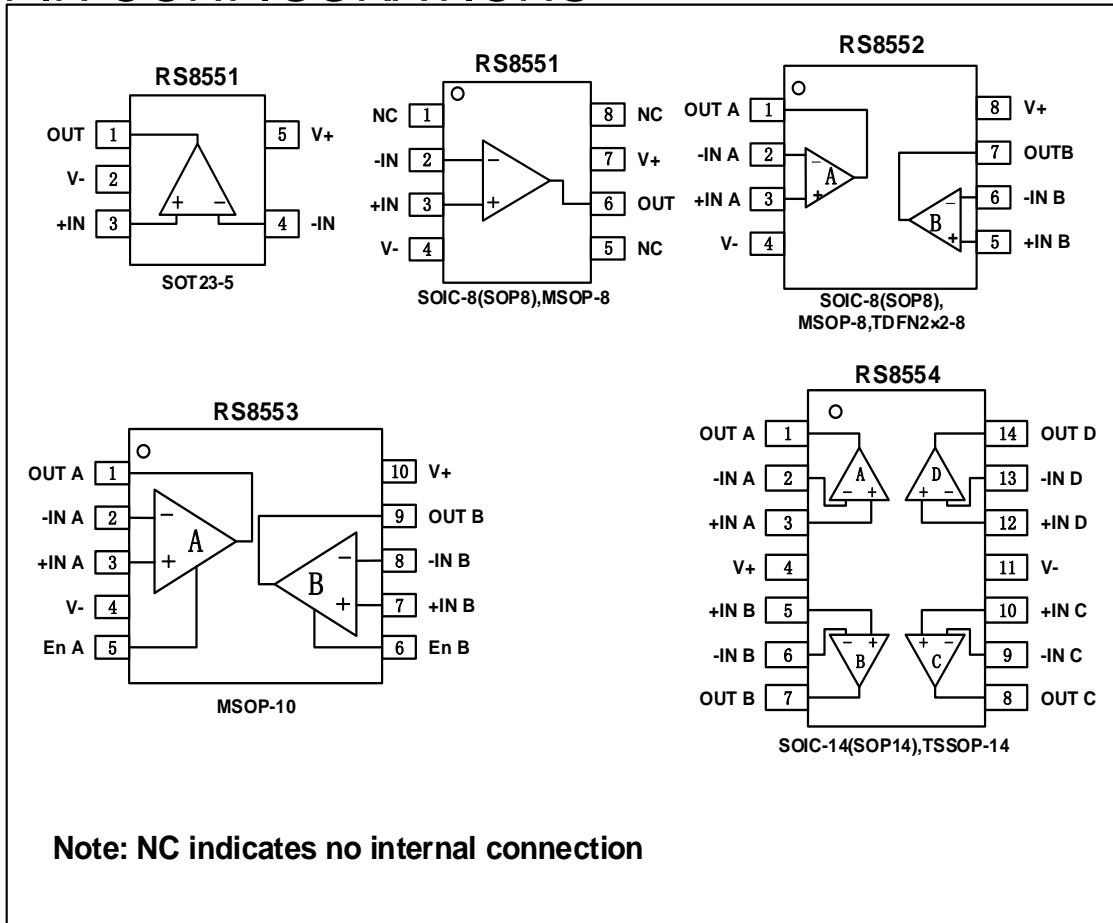 PIN CONFIGURATIONS
RS8551
OUT 1
5 V+
V- 2
+IN 3
4 -IN
+ -
SOT23-5
RS8551
NC 1
8 NC
-IN 2
7 V+
+IN 3
6 OUT
V- 4
5 NC
-
+
SOIC-8(SOP8),MSOP-8
RS8552
OUT A 1
8 V+
-IN A 2
7 OUTB
+IN A 3
6 -IN B
V- 4
5 +IN B
- A +
- B +
SOIC-8(SOP8),
MSOP-8,TDFN2×2-8
RS8553
OUT A 1
10 V+
-IN A 2
9 OUT B
+IN A 3
8 -IN B
V- 4
7 +IN B
En A 5
6 En B
- A +
- B +
MSOP-10
RS8554
OUT A 1
14 OUT D
-IN A 2
13 -IN D
+IN A 3
12 +IN D
V+ 4
11 V-
+IN B 5
10 +IN C
-IN B 6
9 -IN C
OUT B 7
8 OUT C
A
- +
D
+ -
- +
B
+ -
C
SOIC-14(SOP14),TSSOP-14
Note: NC indicates no internal connection